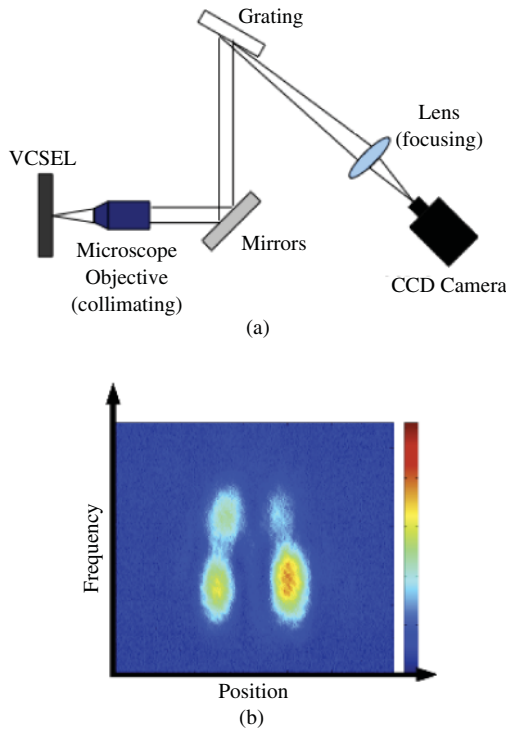 Grating
Lens
(focusing)
VCSEL
Microscope
Objective
(collimating)
Mirrors
CCD Camera
(a)
Frequency
Position
(b)